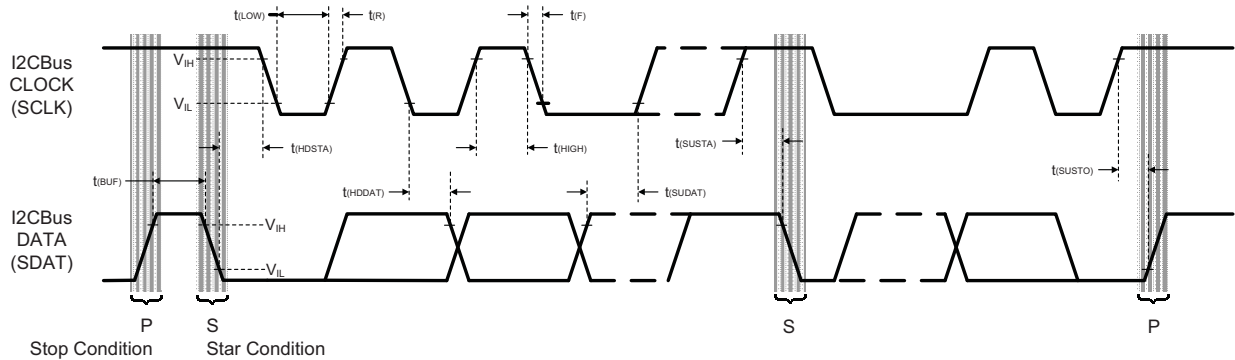 t(LOW) t(R) t(F)
I2CBus
CLOCK
(SCLK)
VIH
VIL
t(HDSTA) t(HIGH) t(SUSTA) t(SUSTO)
t(BUF) t(HDDAT) t(SUDAT)
I2CBus
DATA
(SDAT)
VIH
VIL
P S S P
Stop Condition Star Condition